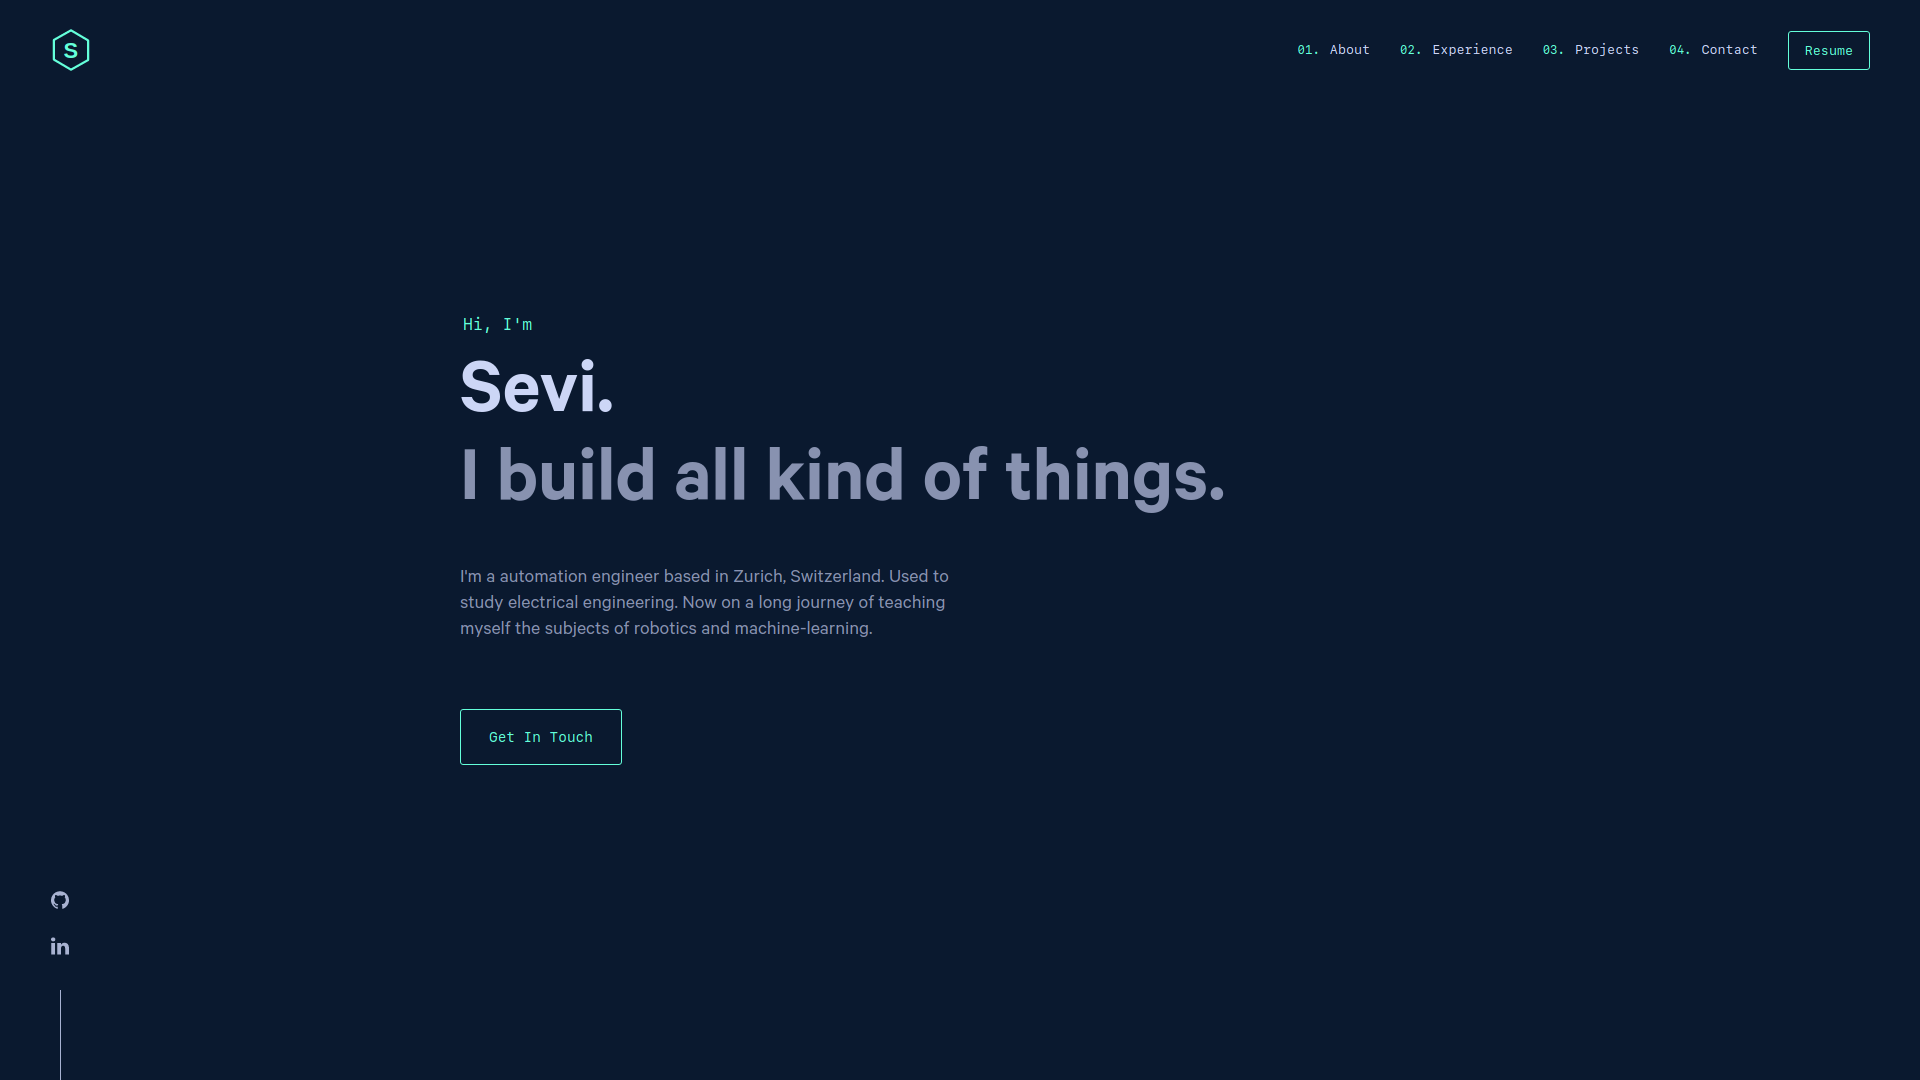 S
01. About
02. Experience
03. Projects
04. Contact
Resume
Hi, I'm
Sevi.
I build all kind of things.
I'm a automation engineer based in Zurich, Switzerland. Used to
study electrical engineering. Now on a long journey of teaching
myself the subjects of robotics and machine-learning.
Get In Touch
in